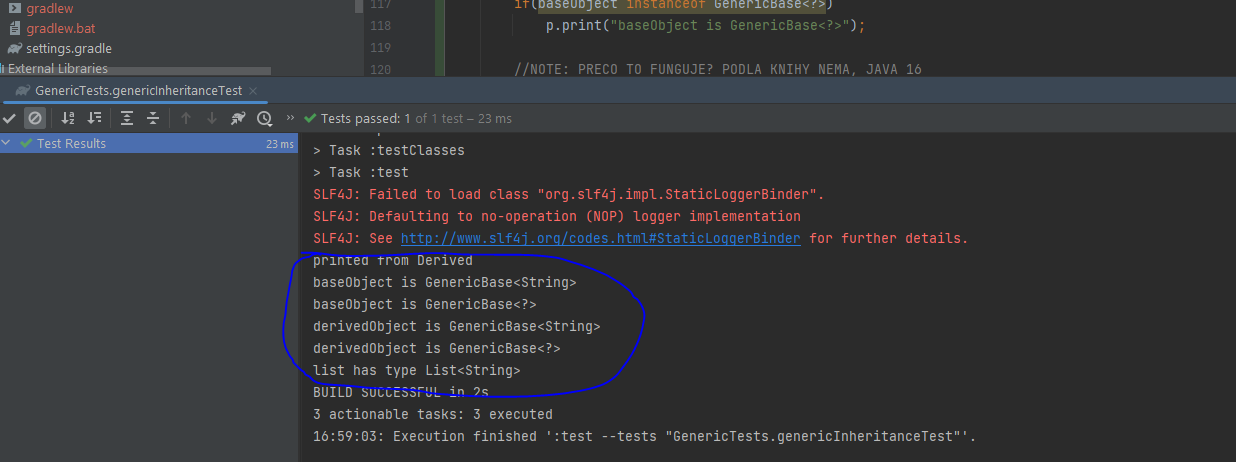 gradlew
117 if(baseObject instanceof GenericBase<?>)
gradlew.bat
118 p.print("baseObject is GenericBase<?>");
settings.gradle
119
External Libraries
120 //NOTE: PRECO TO FUNGUJE? PODLA KNIHY NEMA, JAVA 16
GenericTests.genericInheritanceTest ×
Tests passed: 1 of 1 test – 23 ms
Test Results 23 ms
> Task :testClasses
> Task :test
SLF4J: Failed to load class "org.slf4j.impl.StaticLoggerBinder".
SLF4J: Defaulting to no-operation (NOP) logger implementation
SLF4J: See http://www.slf4j.org/codes.html#StaticLoggerBinder for further details.
printed from Derived
baseObject is GenericBase<String>
baseObject is GenericBase<?>
derivedObject is GenericBase<String>
derivedObject is GenericBase<?>
list has type List<String>
BUILD SUCCESSFUL in 2s
3 actionable tasks: 3 executed
16:59:03: Execution finished ':test --tests "GenericTests.genericInheritanceTest"'.